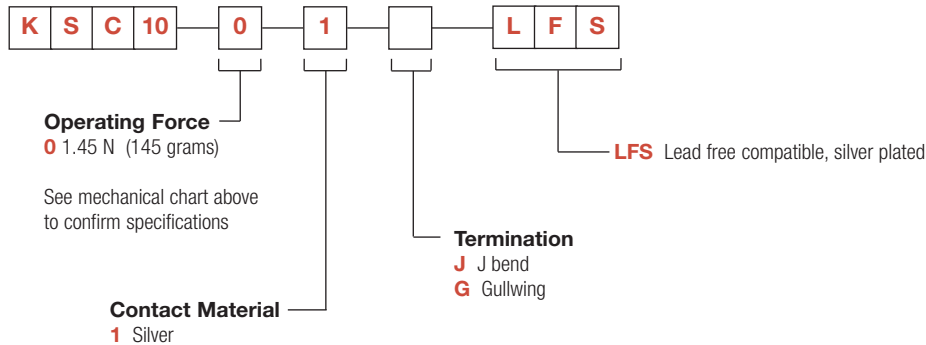 K S C 10 0 1 L F S
Operating Force
0 1.45 N (145 grams)
See mechanical chart above
to confirm specifications
LFS Lead free compatible, silver plated
Termination
J J bend
G Gullwing
Contact Material
1 Silver